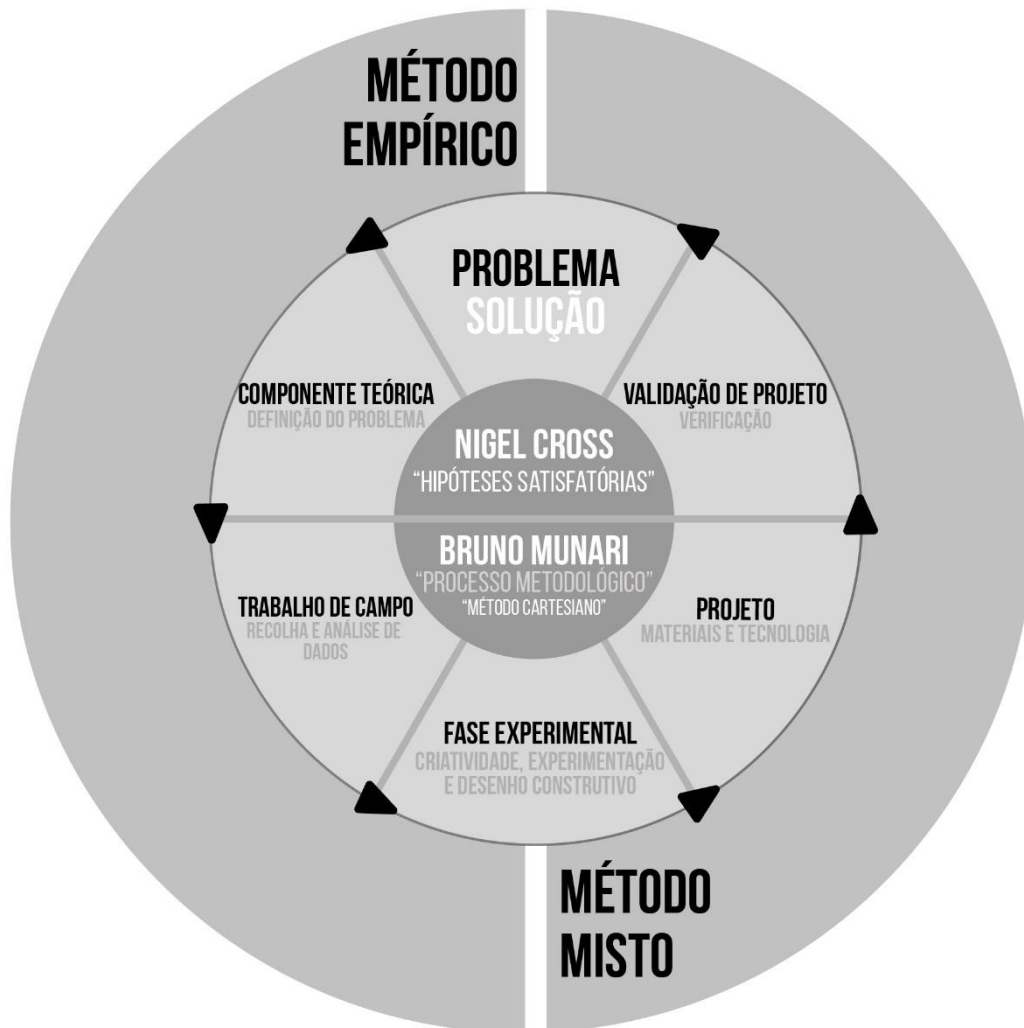 MÉTODO
EMPÍRICO
PROBLEMA
SOLUÇÃO
COMPONENTE TEÓRICA
DEFINIÇÃO DO PROBLEMA
VALIDAÇÃO DE PROJETO
VERIFICAÇÃO
NIGEL CROSS
“HIPÓTESES SATISFATÓRIAS”
BRUNO MUNARI
“PROCESSO METODOLÓGICO”
“MÉTODO CARTESIANO”
TRABALHO DE CAMPO
RECOLHA E ANÁLISE DE
DADOS
PROJETO
MATERIAIS E TECNOLOGIA
FASE EXPERIMENTAL
CRIATIVIDADE, EXPERIMENTAÇÃO
E DESENHO CONSTRUTIVO
MÉTODO
MISTO